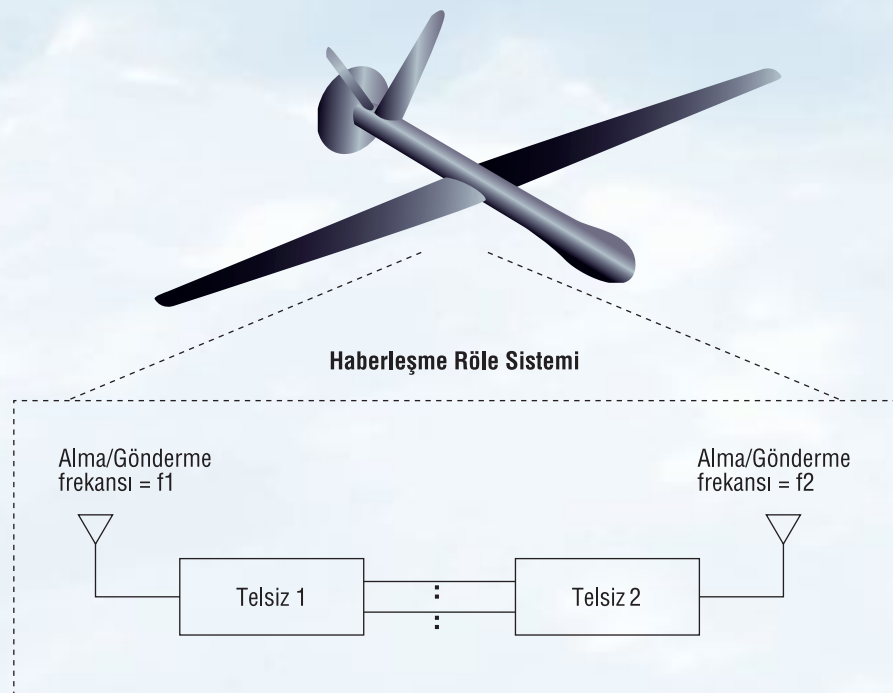 Haberleşme Röle Sistemi
Alma/Gönderme
frekansı = f1
Alma/Gönderme
frekansı = f2
Telsiz 1
Telsiz 2